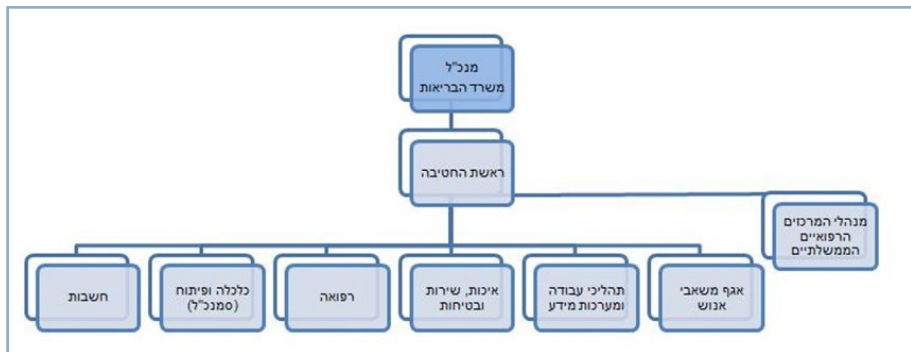 מנכ"ל
משרד הבריאות
ראשת החטיבה
מנהלי המרכזים
הרפואיים
הממשלתיים
אגף משאבי
אנוש
תהליכי עבודה
ומערכות מידע
איכות, שירות
ובטיחות
רפואה
כלכלה ופיתוח
(סמנכ"ל)
חשבות